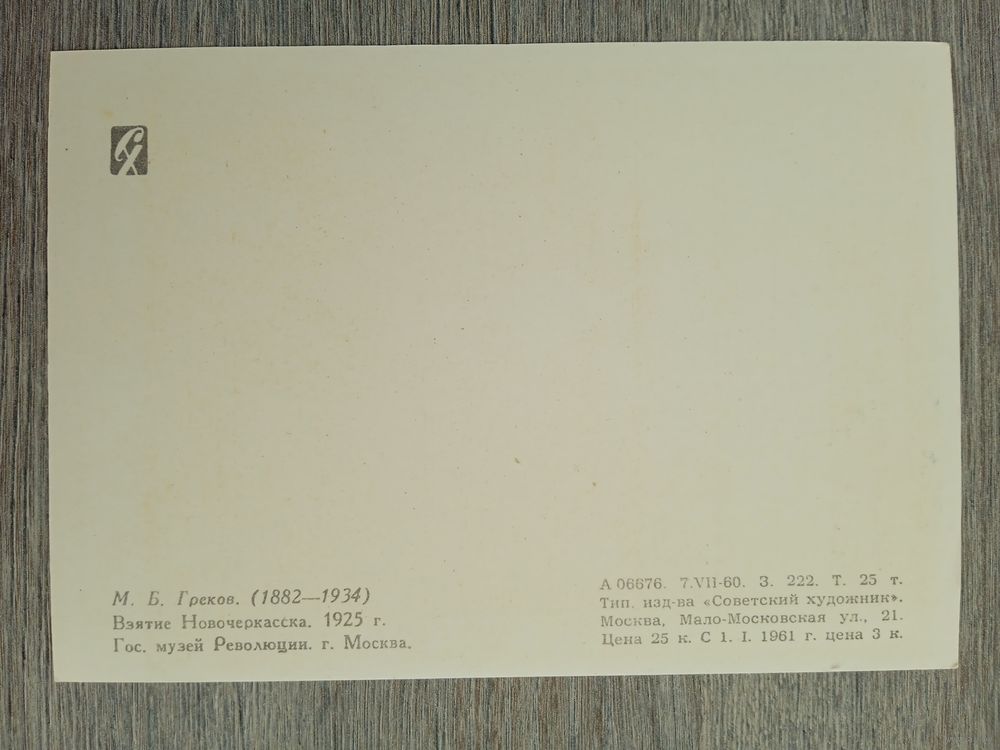 СХ
М. Б. Греков. (1882—1934)
Взятие Новочеркасска. 1925 г.
Гос. музей Революции. г. Москва.
А 06676. 7.VII-60. З. 222. Т. 25 т.
Тип. изд-ва «Советский художник».
Москва, Мало-Московская ул., 21.
Цена 25 к. С 1. I. 1961 г. цена 3 к.